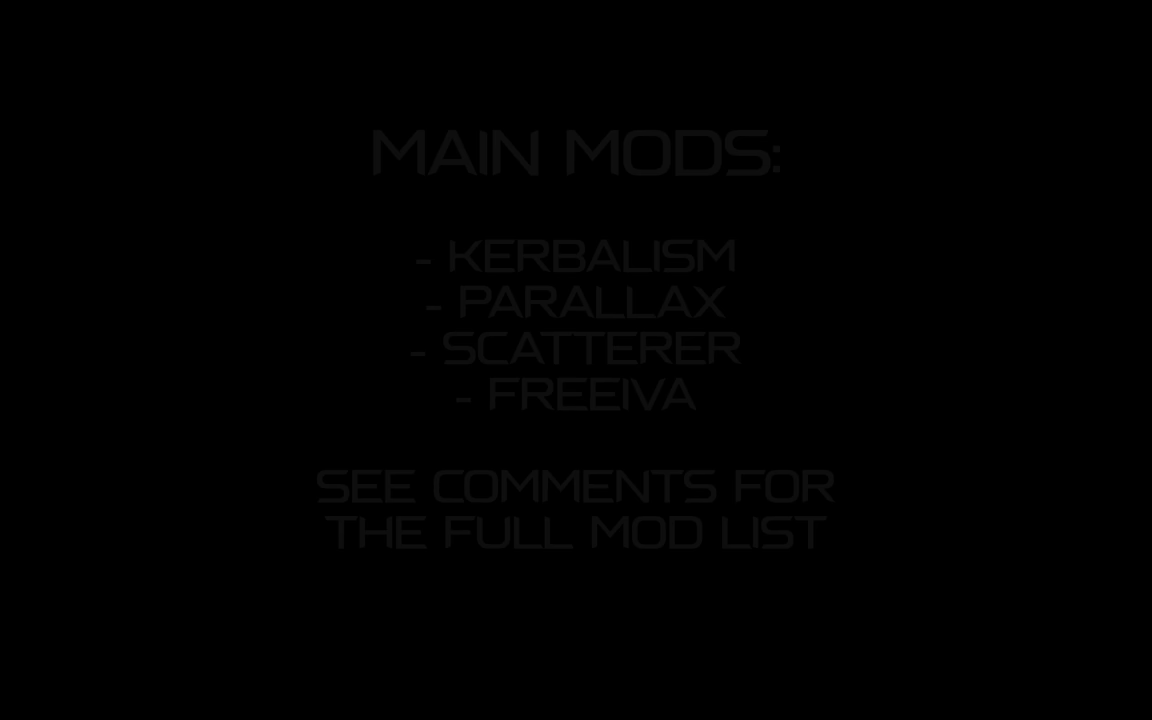 MAIN MODS:
- KERBALISM
- PARALLAX
- SCATTERER
- FREEIVA
SEE COMMENTS FOR
THE FULL MOD LIST